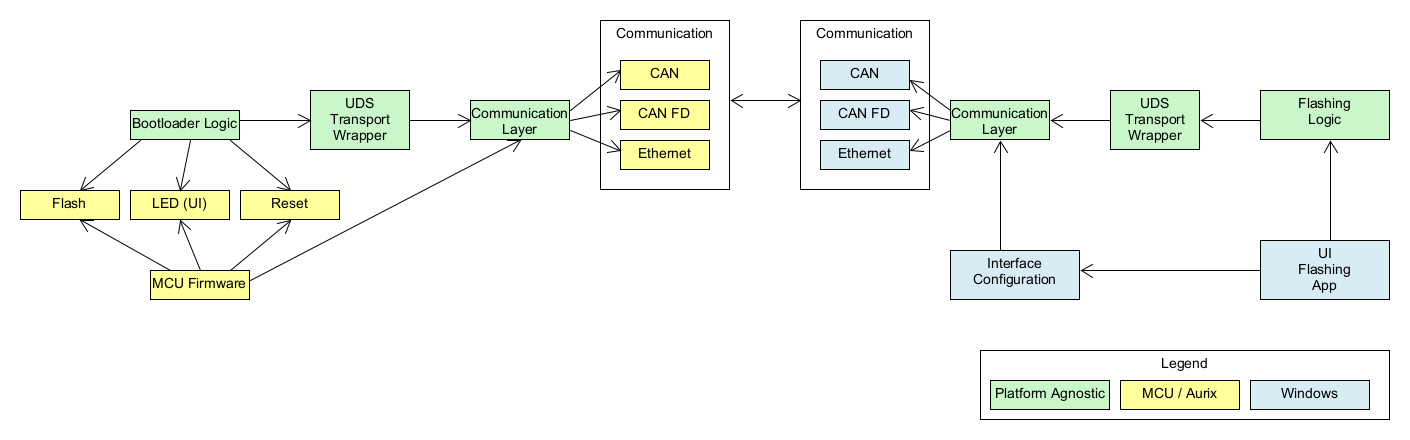 Communication
CAN
CAN FD
Ethernet
Communication
CAN
CAN FD
Ethernet
Bootloader Logic
UDS
Transport
Wrapper
Communication
Layer
Communication
Layer
UDS
Transport
Wrapper
Flashing
Logic
Flash
LED (UI)
Reset
MCU Firmware
Interface
Configuration
UI
Flashing
App
Legend
Platform Agnostic
MCU / Aurix
Windows